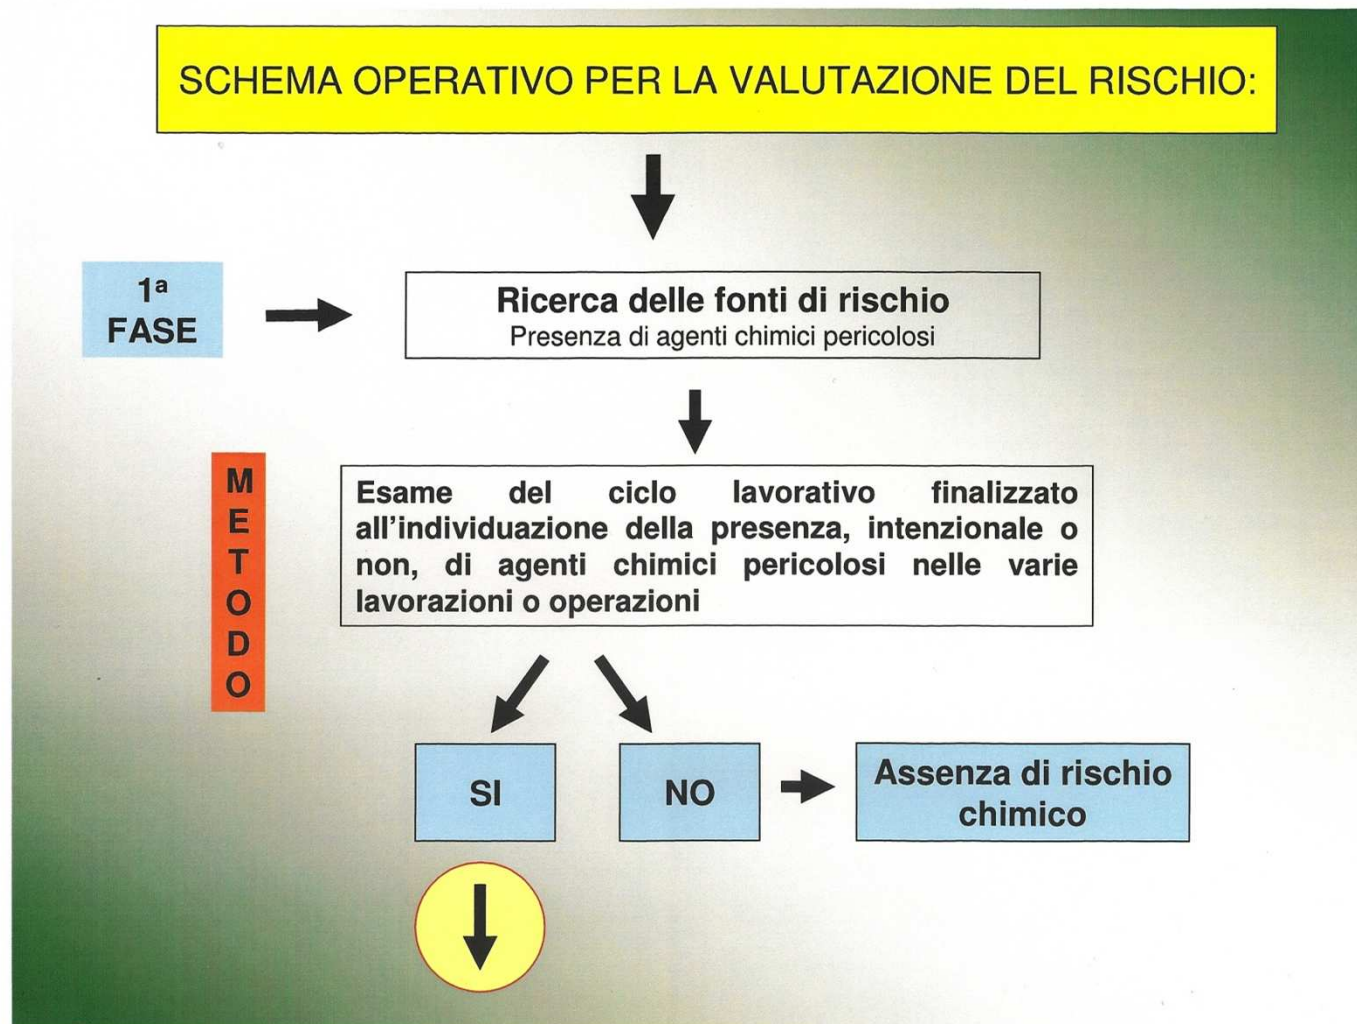 SCHEMA OPERATIVO PER LA VALUTAZIONE DEL RISCHIO:
1ª
FASE
Ricerca delle fonti di rischio
Presenza di agenti chimici pericolosi
METODO
Esame del ciclo lavorativo finalizzato
all'individuazione della presenza, intenzionale o
non, di agenti chimici pericolosi nelle varie
lavorazioni o operazioni
SI
NO
Assenza di rischio
chimico